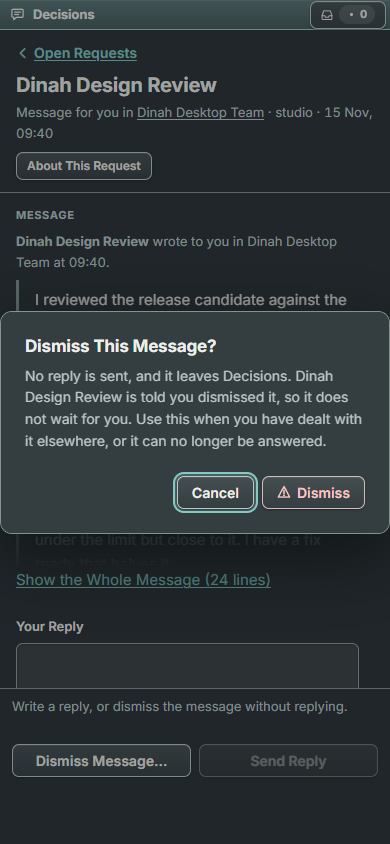 Decisions
• 0
Open Requests
Dinah Design Review
Message for you in Dinah Desktop Team · studio · 15 Nov,
09:40
About This Request
MESSAGE
Dinah Design Review wrote to you in Dinah Desktop
Team at 09:40.
I reviewed the release candidate against the
Dismiss This Message?
No reply is sent, and it leaves Decisions. Dinah
Design Review is told you dismissed it, so it does
not wait for you. Use this when you have dealt with
it elsewhere, or it can no longer be answered.
Cancel
Dismiss
under the limit but close to it. I have a fix
ready that halves it
Show the Whole Message (24 lines)
Your Reply
Write a reply, or dismiss the message without replying.
Dismiss Message...
Send Reply